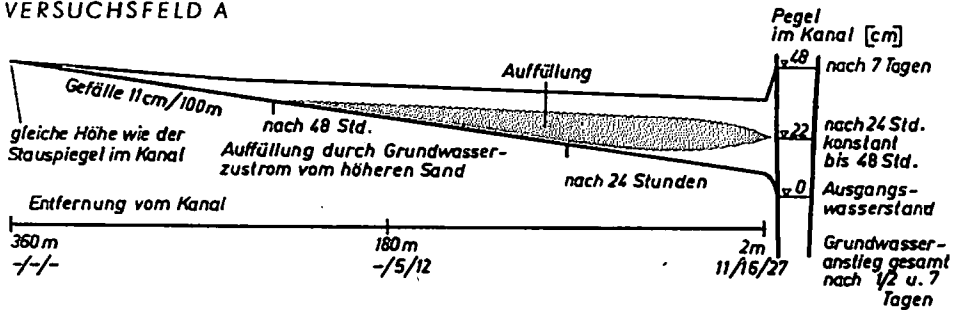 VERSUCHSFELD A
Pegel
im Kanal [cm]
48 nach 7 Tagen
Auffüllung
Gefälle 11cm/100m
gleiche Höhe wie der
Stauspiegel im Kanal
nach 48 Std.
Auffüllung durch Grundwasser-
zustrom vom höheren Sand
nach 24 Stunden
22 nach 24 Std.
konstant
bis 48 Std.
0 Ausgangs-
wasserstand
Entfernung vom Kanal
360 m 180 m 2m
-/-/- -/5/12 11/16/27
Grundwasser-
anstieg gesamt
nach 1/2 u. 7
Tagen